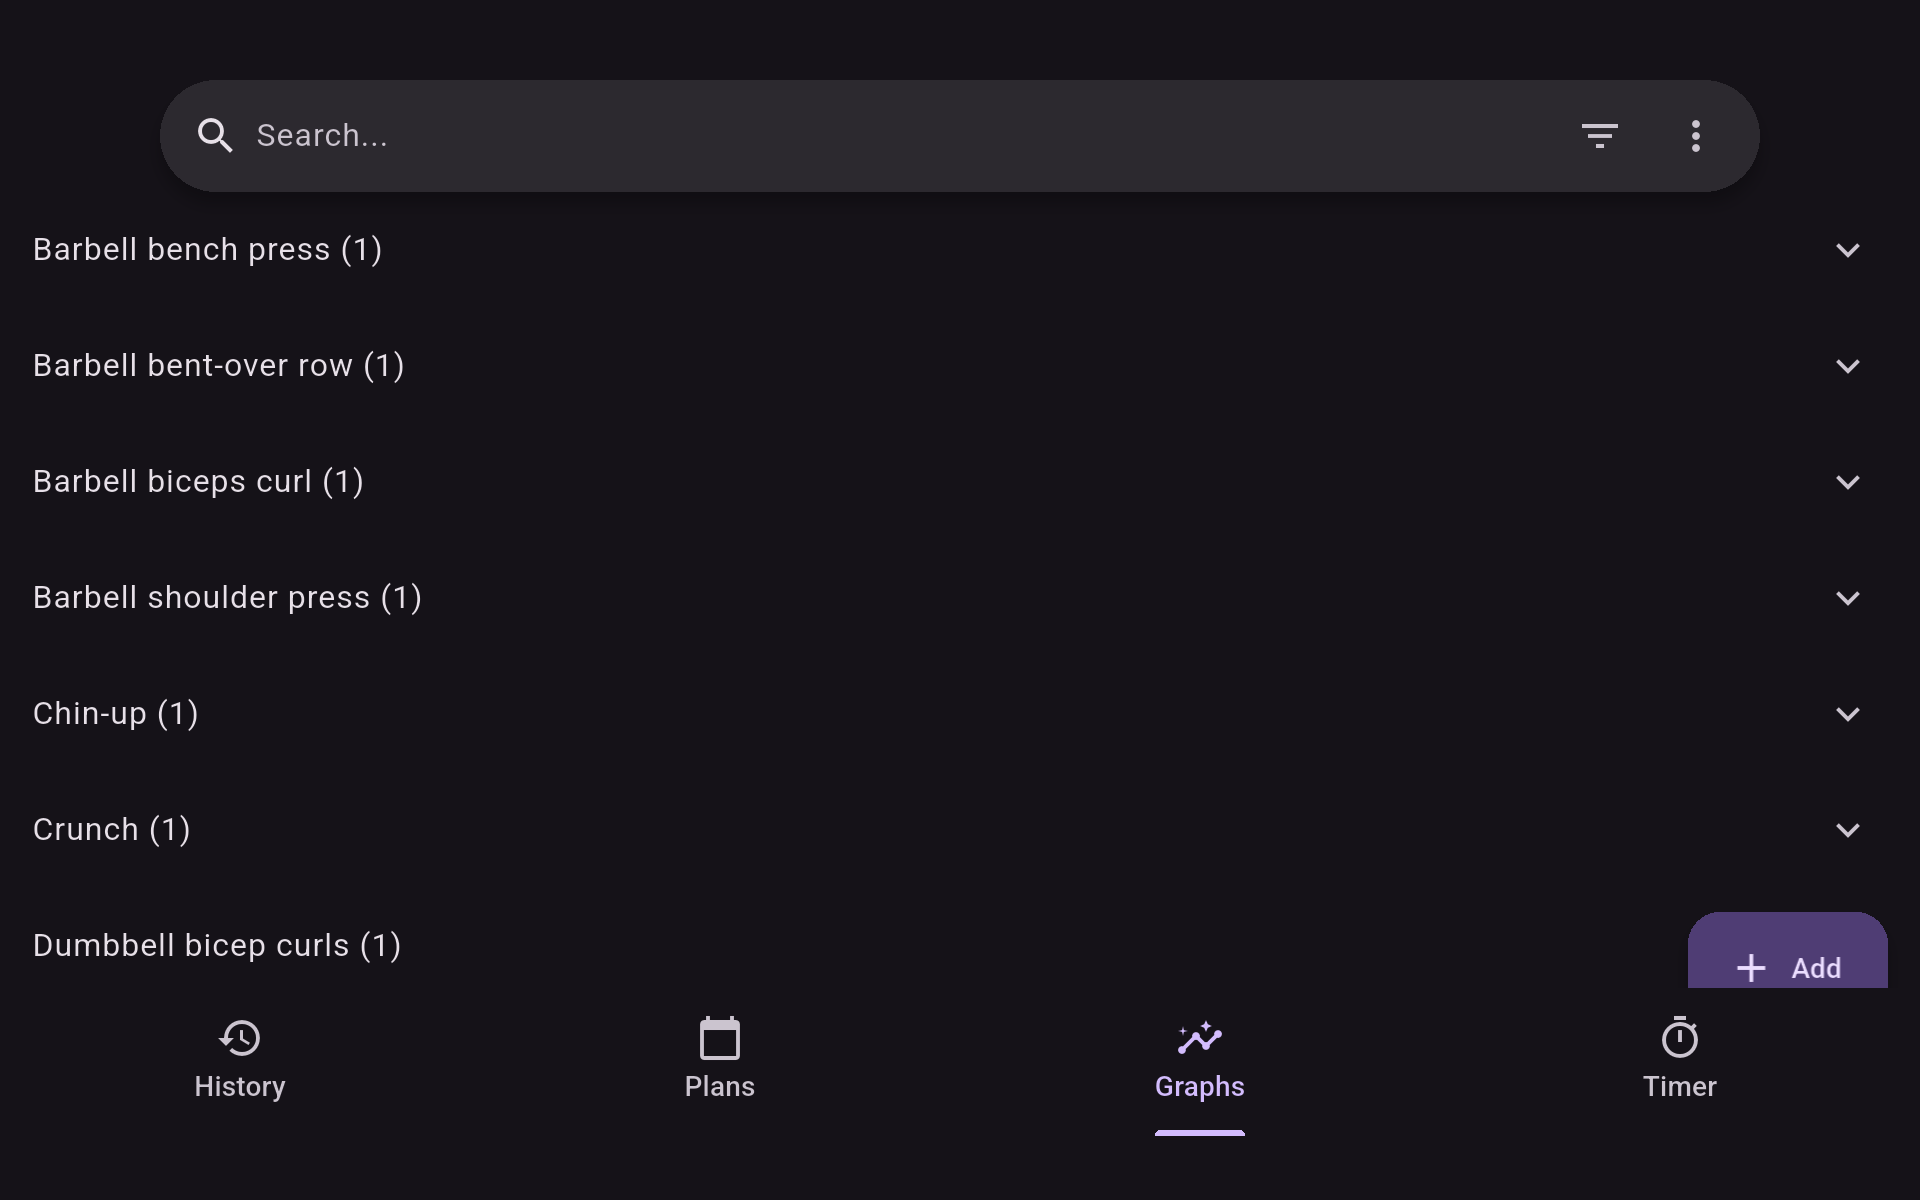 Search...
Barbell bench press (1)
Barbell bent-over row (1)
Barbell biceps curl (1)
Barbell shoulder press (1)
Chin-up (1)
Crunch (1)
Dumbbell bicep curls (1)
Add
History
Plans
Graphs
Timer